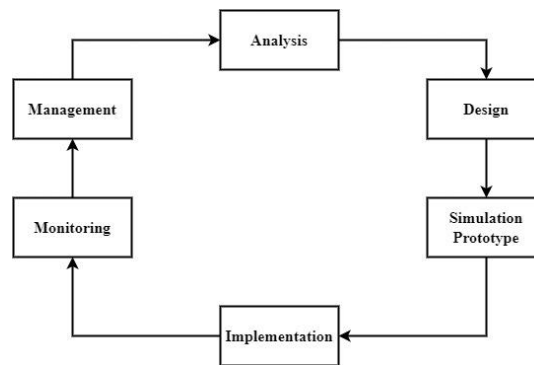 Analysis
Management
Design
Monitoring
Simulation
Prototype
Implementation